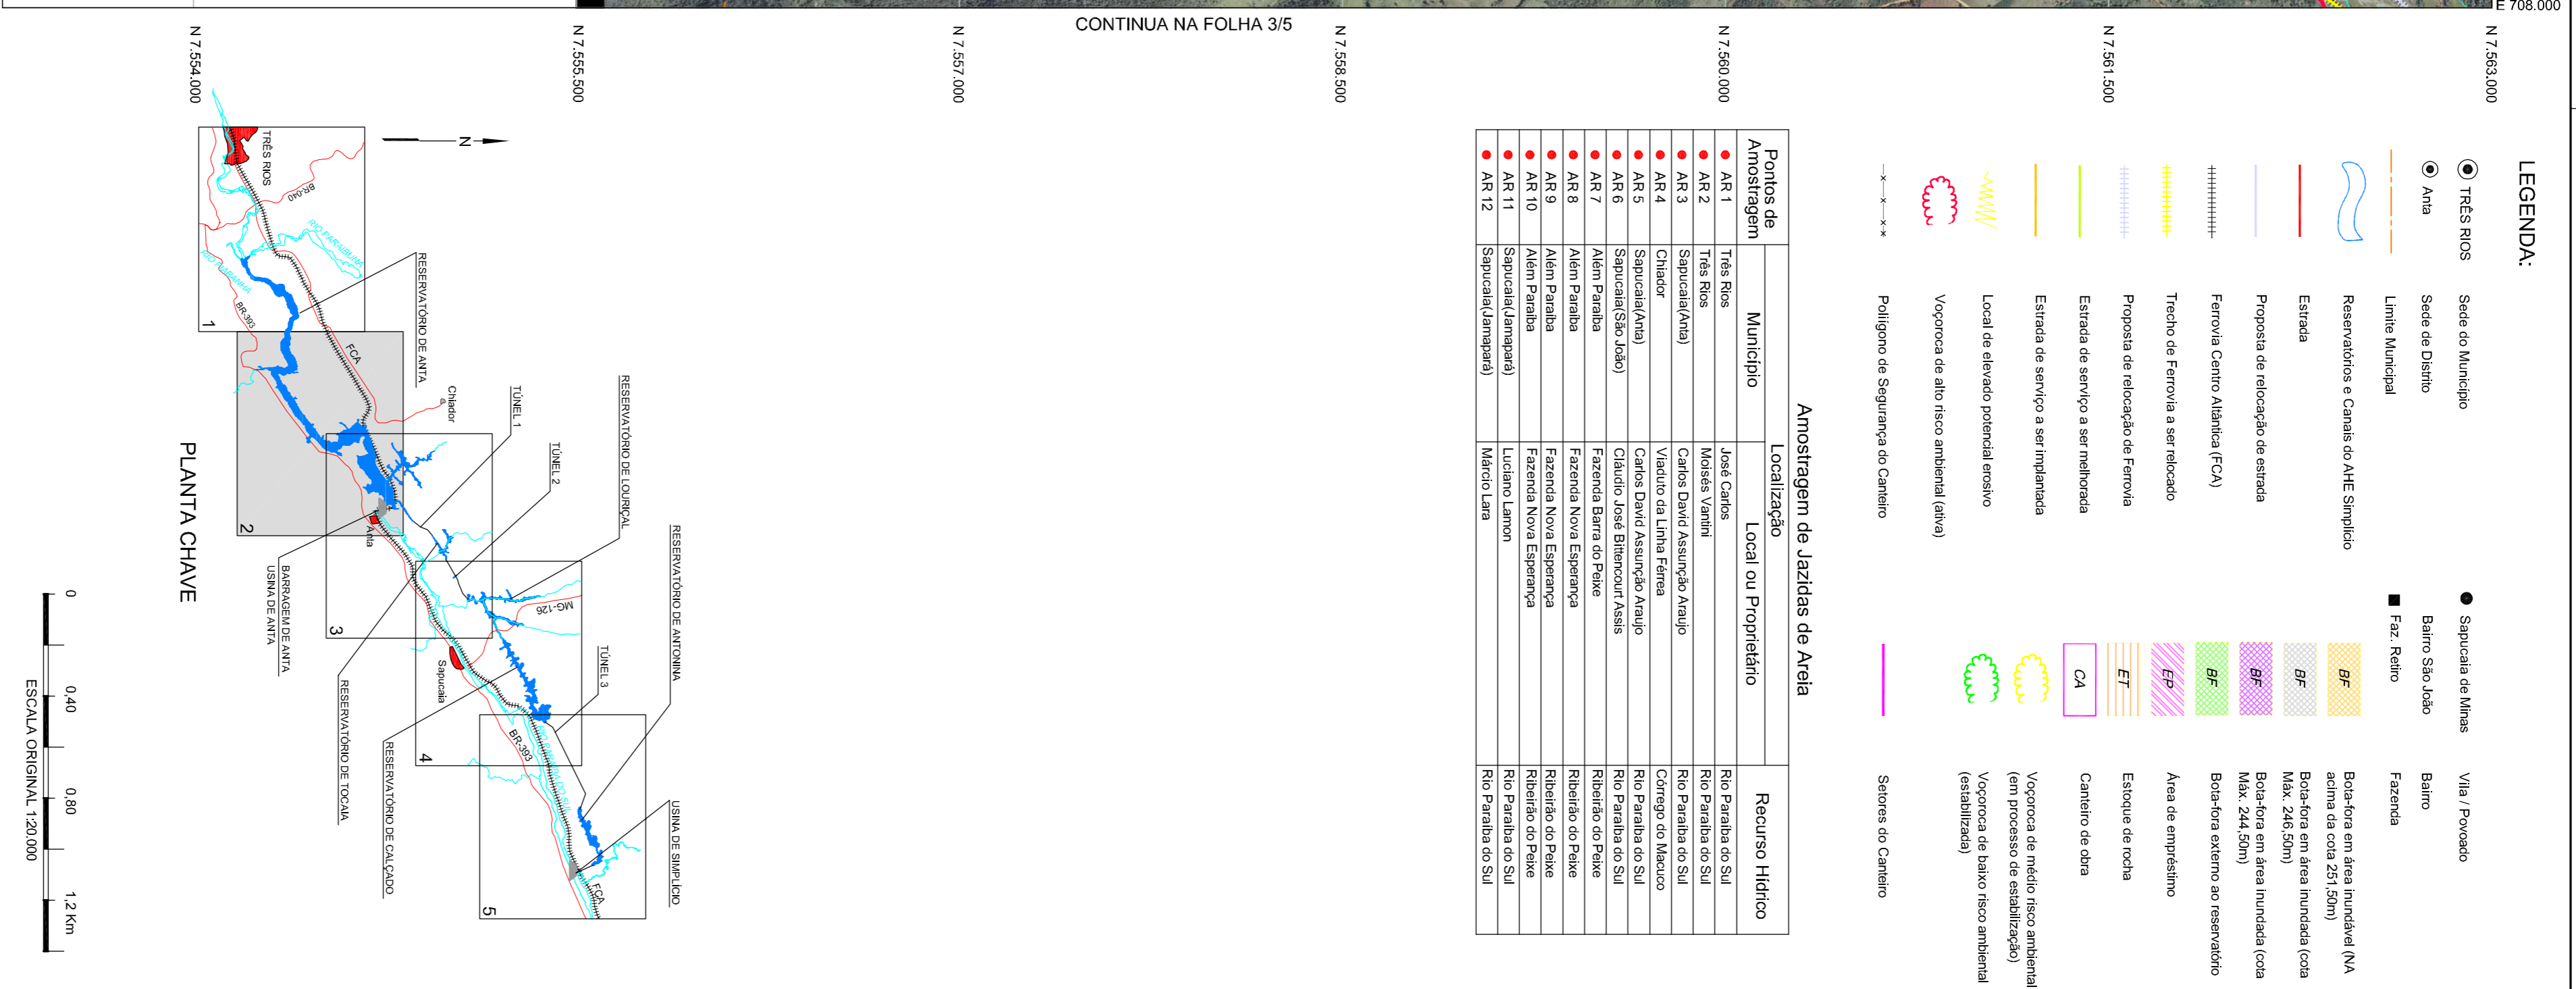 E 708.000
CONTINUA NA FOLHA 3/5
N 7.554.000
N 7.555.500
N 7.557.000
N 7.558.500
N 7.560.000
N 7.561.500
N 7.563.000
LEGENDA:
TRÊS RIOS
Sede do Município
Anta
Sede de Distrito
Limite Municipal
Reservatórios e Canais do AHE Simplício
Estrada
Proposta de relocação de estrada
Ferrovia Centro Altântica (FCA)
Trecho de Ferrovia a ser relocado
Proposta de relocação de Ferrovia
Estrada de serviço a ser melhorada
Estrada de serviço a ser implantada
Local de elevado potencial erosivo
Voçoroca de alto risco ambiental (ativa)
Poliígono de Segurança do Canteiro
Sapucaia de Minas
Vila / Povoado
Bairro São João
Bairro
Faz. Retiro
Fazenda
BF
Bota-fora em área inundável (NA
acima da cota 251,50m)
BF
Bota-fora em área inundada (cota
Máx. 246,50m)
BF
Bota-fora em área inundada (cota
Máx. 244,50m)
BF
Bota-fora externo ao reservatório
EP
Área de empréstimo
ET
Estoque de rocha
CA
Canteiro de obra
Voçoroca de médio risco ambiental
(em processo de estabilização)
Voçoroca de baixo risco ambiental
(estabilizada)
Setores do Canteiro
Amostragem de Jazidas de Areia
Pontos de
Amostragem
Localização
Município
Local ou Proprietário
Recurso Hídrico
AR 1 Três Rios José Carlos Rio Paraíba do Sul
AR 2 Três Rios Moisés Vantini Rio Paraíba do Sul
AR 3 Sapucaia(Anta) Carlos David Assunção Araujo Rio Paraíba do Sul
AR 4 Chiador Viaduto da Linha Férrea Córrego do Macuco
AR 5 Sapucaia(Anta) Carlos David Assunção Araujo Rio Paraíba do Sul
AR 6 Sapucaia(São João) Cláudio José Bittencourt Assis Rio Paraíba do Sul
AR 7 Além Paraíba Fazenda Barra do Peixe Ribeirão do Peixe
AR 8 Além Paraíba Fazenda Nova Esperança Ribeirão do Peixe
AR 9 Além Paraíba Fazenda Nova Esperança Ribeirão do Peixe
AR 10 Além Paraíba Fazenda Nova Esperança Ribeirão do Peixe
AR 11 Sapucaia(Jamapará) Luciano Lamon Rio Paraíba do Sul
AR 12 Sapucaia(Jamapará) Márcio Lara Rio Paraíba do Sul
N
TRÊS RIOS
BR-040
RIO PARAIBUNA
RIO PIABANHA
BR-393
1
RESERVATÓRIO DE ANTA
FCA
Chiador
2
TÚNEL 1
TÚNEL 2
RESERVATÓRIO DE LOURIÇAL
Anta
BARRAGEM DE ANTA
USINA DE ANTA
3
MG-126
RESERVATÓRIO DE ANTONINA
TÚNEL 3
Sapucaia
RESERVATÓRIO DE TOCAIA
RESERVATÓRIO DE CALÇADO
BR-393
RIO PARAÍBA DO SUL
4
USINA DE SIMPLÍCIO
FCA
5
PLANTA CHAVE
0 0,40 0,80 1,2 Km
ESCALA ORIGINAL 1:20.000